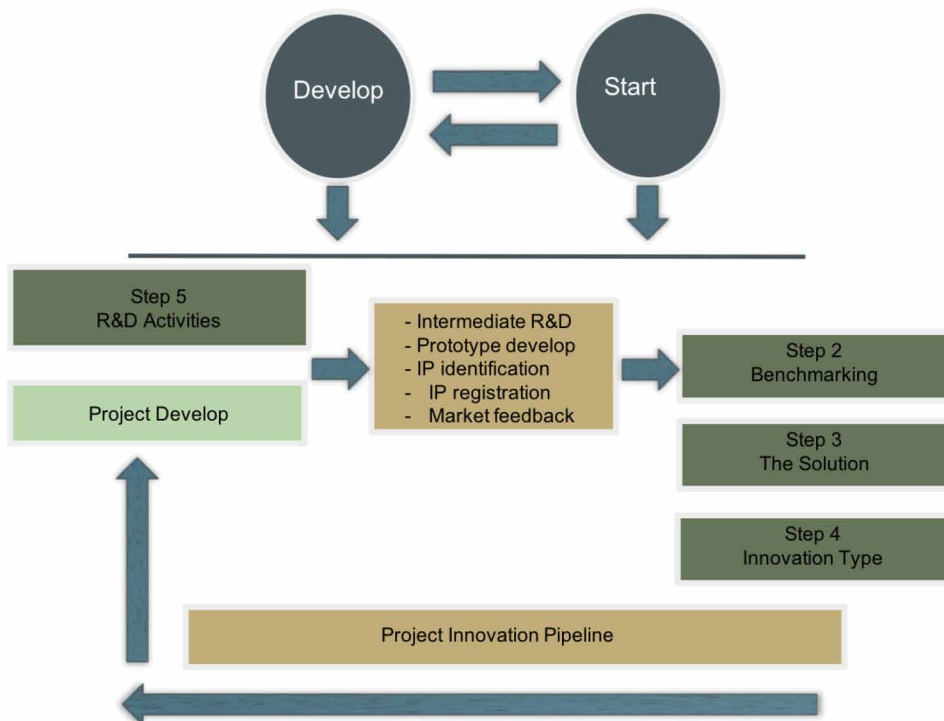 Develop
Start
Step 5
R&D Activities
Project Develop
- Intermediate R&D
- Prototype develop
- IP identification
- IP registration
- Market feedback
Step 2
Benchmarking
Step 3
The Solution
Step 4
Innovation Type
Project Innovation Pipeline